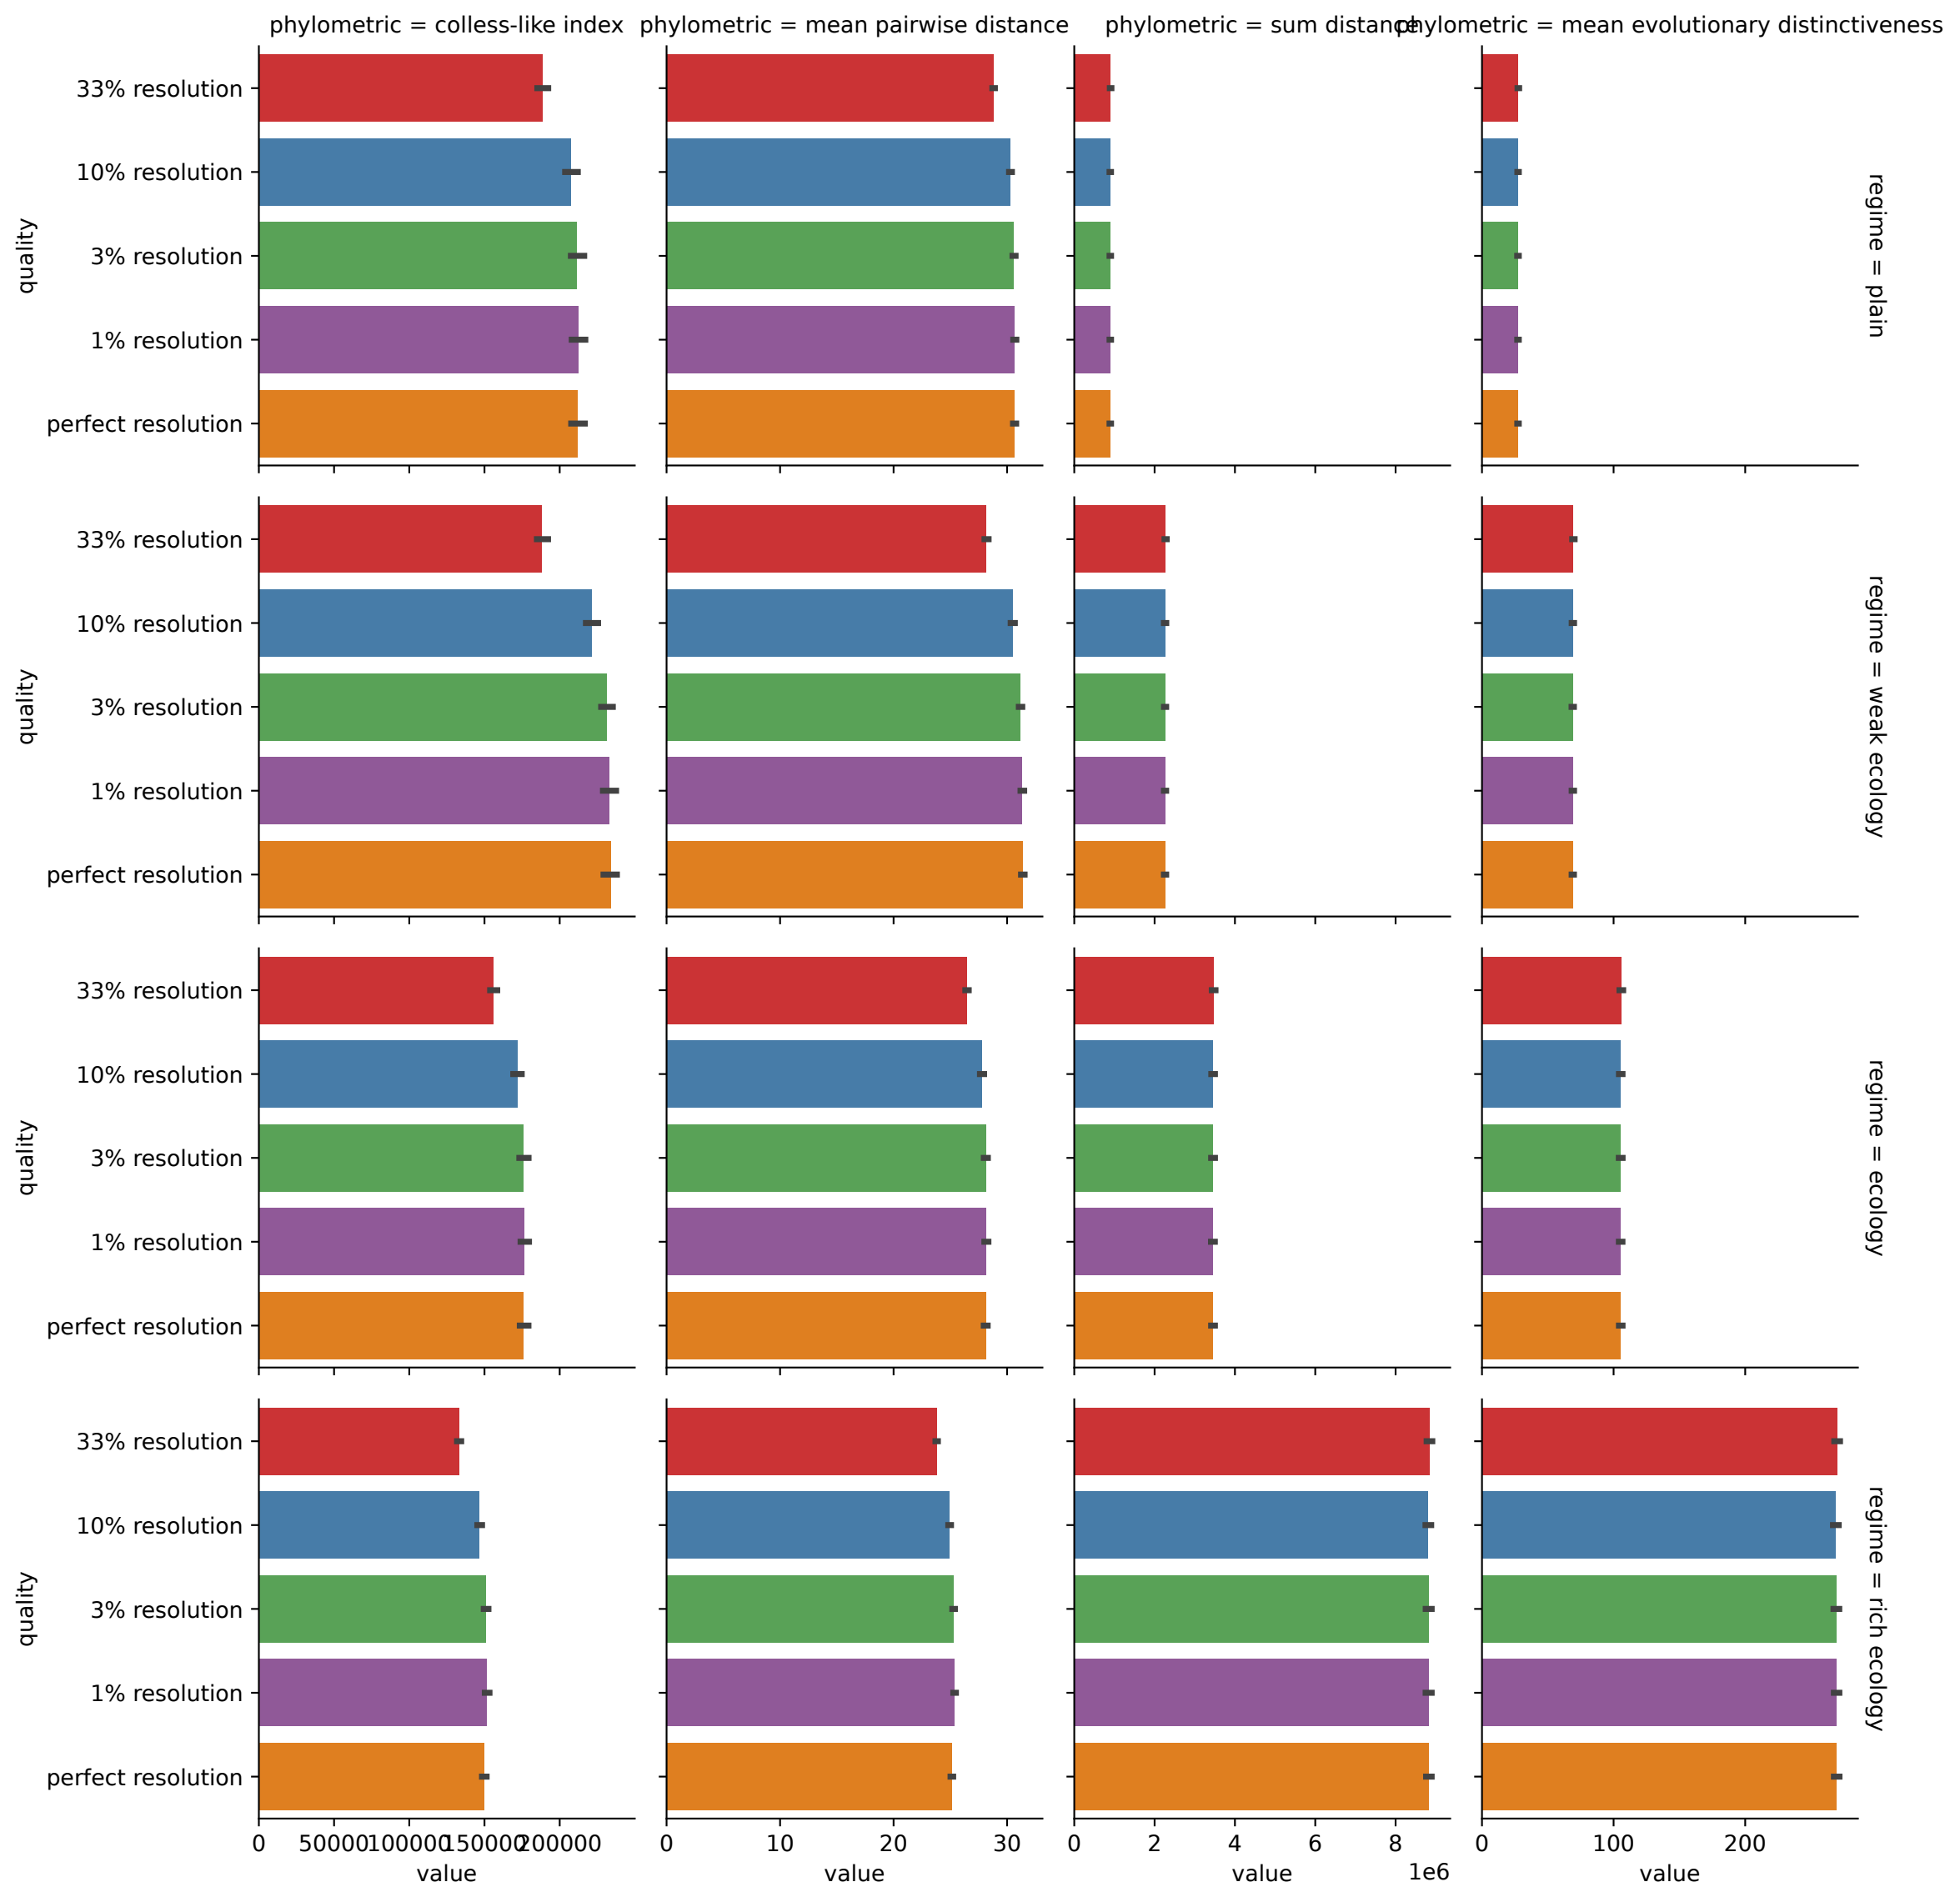 phylometric = colless-like index
phylometric = mean pairwise distance
phylometric = sum distance
phylometric = mean evolutionary distinctiveness
quality
33% resolution
10% resolution
3% resolution
1% resolution
perfect resolution
regime = plain
quality
33% resolution
10% resolution
3% resolution
1% resolution
perfect resolution
regime = weak ecology
quality
33% resolution
10% resolution
3% resolution
1% resolution
perfect resolution
regime = ecology
quality
33% resolution
10% resolution
3% resolution
1% resolution
perfect resolution
regime = rich ecology
0 50000 100000 150000 200000
value
0 10 20 30
value
0 2 4 6 8
1e6
value
0 100 200
value